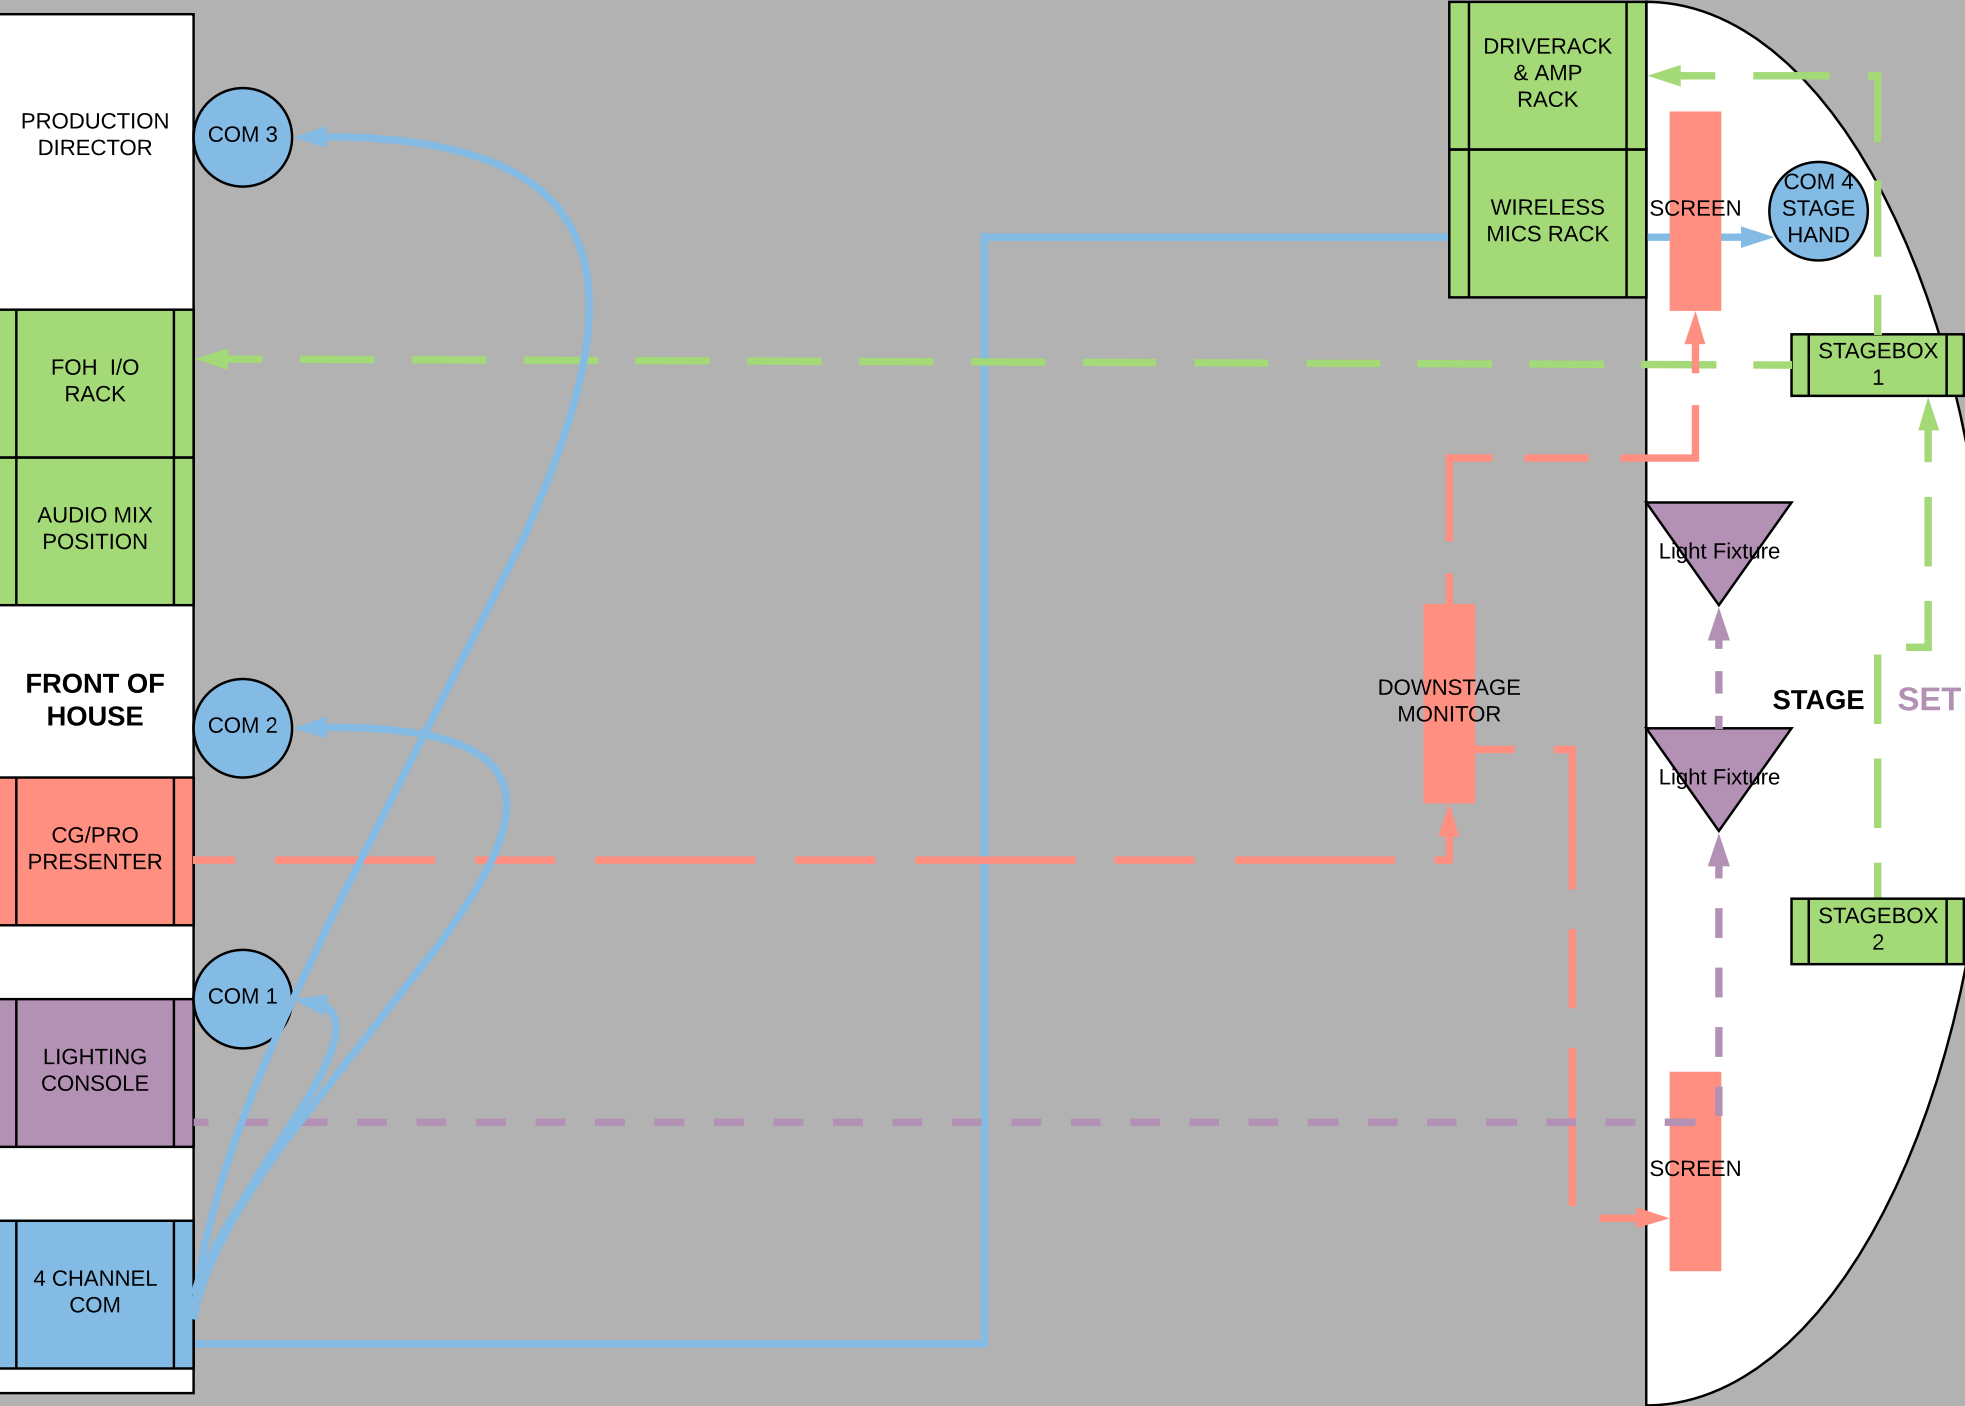 PRODUCTION
DIRECTOR
COM 3
FOH I/O
RACK
AUDIO MIX
POSITION
FRONT OF
HOUSE
COM 2
CG/PRO
PRESENTER
COM 1
LIGHTING
CONSOLE
4 CHANNEL
COM
DOWNSTAGE
MONITOR
DRIVERACK
& AMP
RACK
WIRELESS
MICS RACK
SCREEN
COM 4
STAGE
HAND
STAGEBOX
1
Light Fixture
STAGE
SET
Light Fixture
STAGEBOX
2
SCREEN